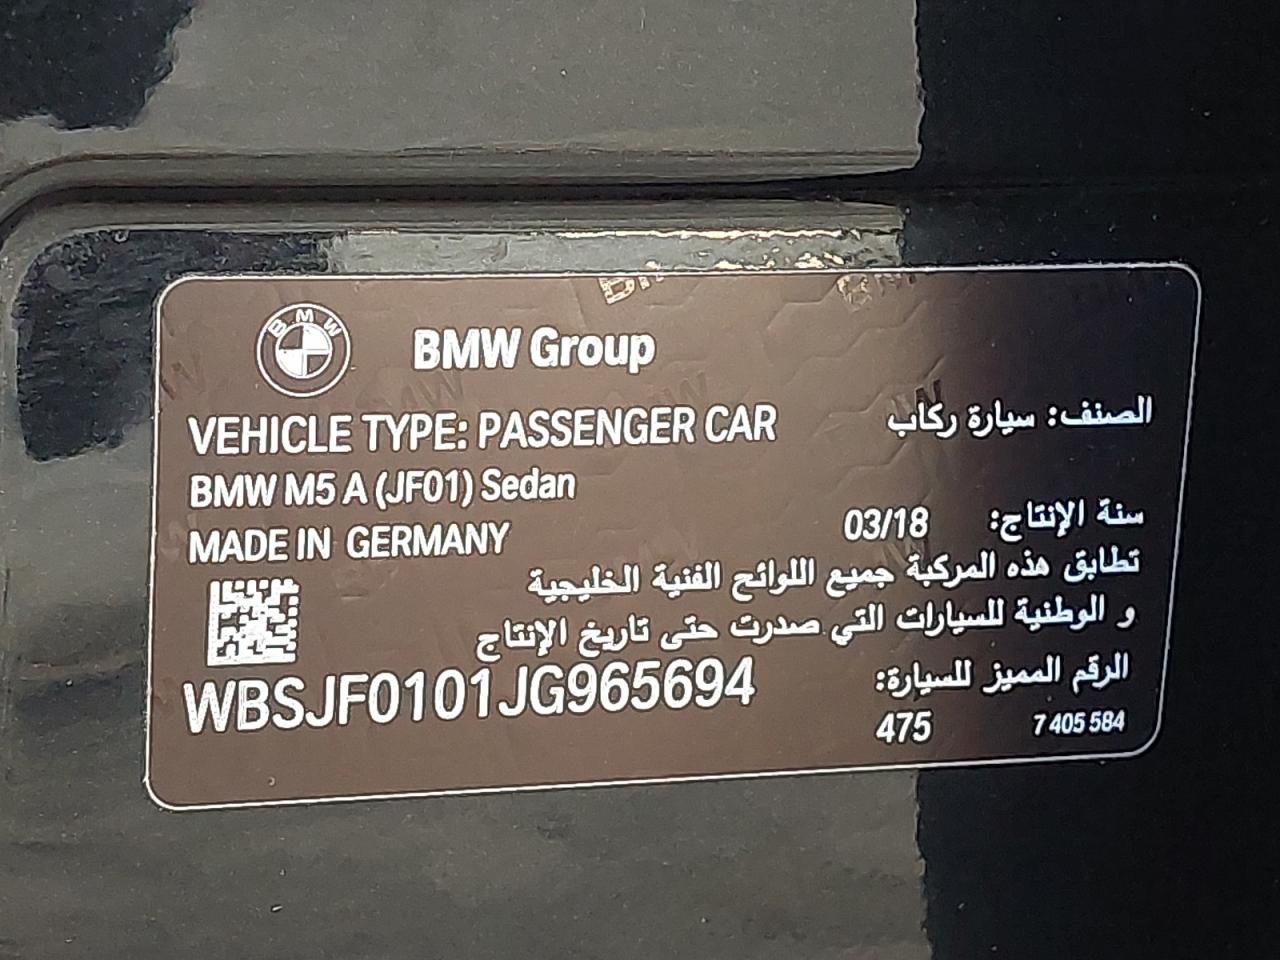 BMW
BMW Group
VEHICLE TYPE: PASSENGER CAR
الصنف: سيارة ركاب
BMW M5 A (JF01) Sedan
MADE IN GERMANY
سنة الإنتاج: 03/18
تطابق هذه المركبة جميع اللوائح الفنية الخليجية
و الوطنية للسيارات التي صدرت حتى تاريخ الإنتاج
الرقم المميز للسيارة:
WBSJF0101JG965694
475 7 405 584